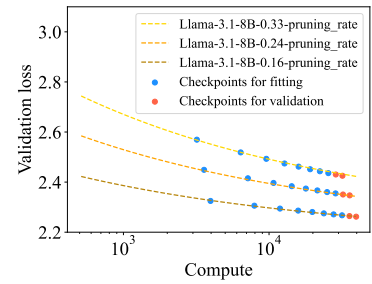 3.0
2.8
2.6
2.4
2.2
Validation loss
Llama-3.1-8B-0.33-pruning_rate
Llama-3.1-8B-0.24-pruning_rate
Llama-3.1-8B-0.16-pruning_rate
Checkpoints for fitting
Checkpoints for validation
10³
10⁴
Compute